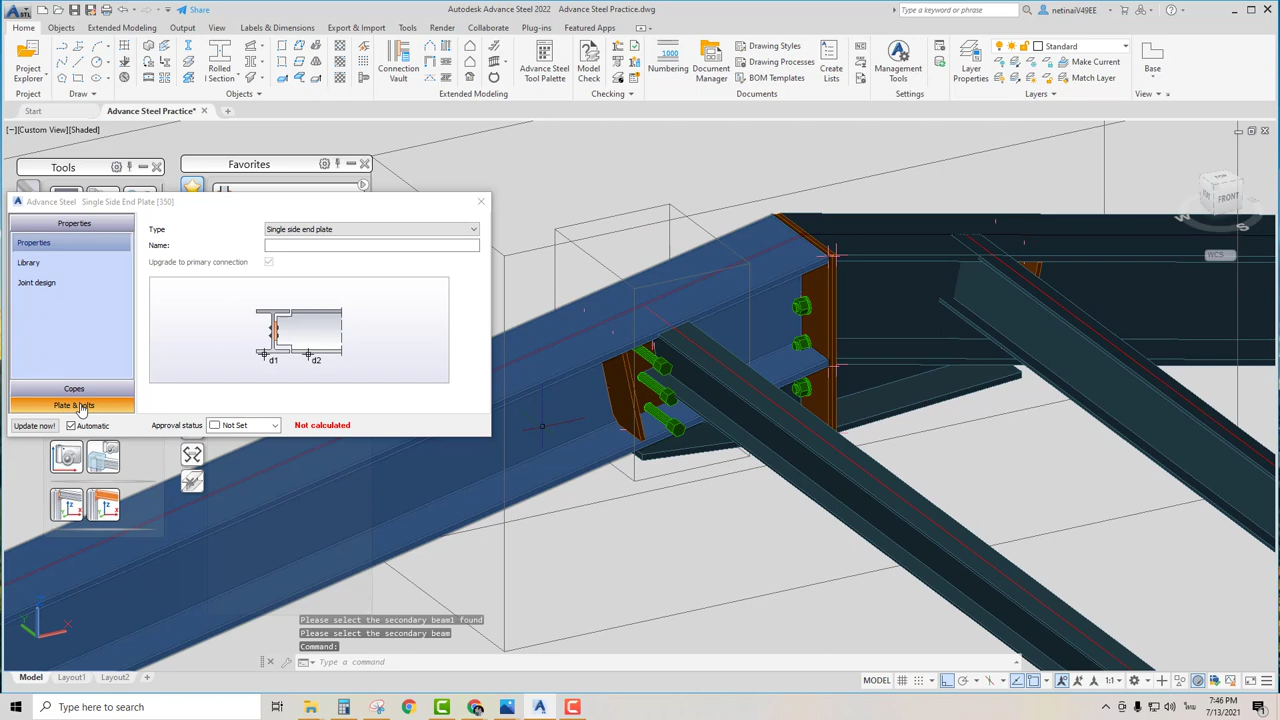 Share
Autodesk Advance Steel 2022 Advance Steel Practice.dwg
Type a keyword or phrase
netinaiV49EE
Home Objects Extended Modeling Output View Labels & Dimensions Export & Import Tools Render Collaborate Plug-ins Featured Apps
Project Explorer
Rolled I Section
Connection Vault
Advance Steel Tool Palette
Model Check
Numbering
1000
Document Manager
Drawing Styles
Drawing Processes
BOM Templates
Create Lists
Management Tools
Layer Properties
Standard
Make Current
Match Layer
Base
Project Draw Objects Extended Modeling Checking Documents Settings Layers View
Start Advance Steel Practice*
[−][Custom View][Shaded]
Tools
Favorites
Advance Steel Single Side End Plate [350]
Properties
Properties
Library
Joint design
Copes
Plate & bolts
Type Single side end plate
Name:
Upgrade to primary connection
d1 d2
Update now! Automatic Approval status Not Set Not calculated
FRONT
W
S
WCS
Z
Y
X
Please select the secondary beam1 found
Please select the secondary beam
Command:
Type a command
Model Layout1 Layout2
MODEL
1:1
Type here to search
7:46 PM
7/13/2021